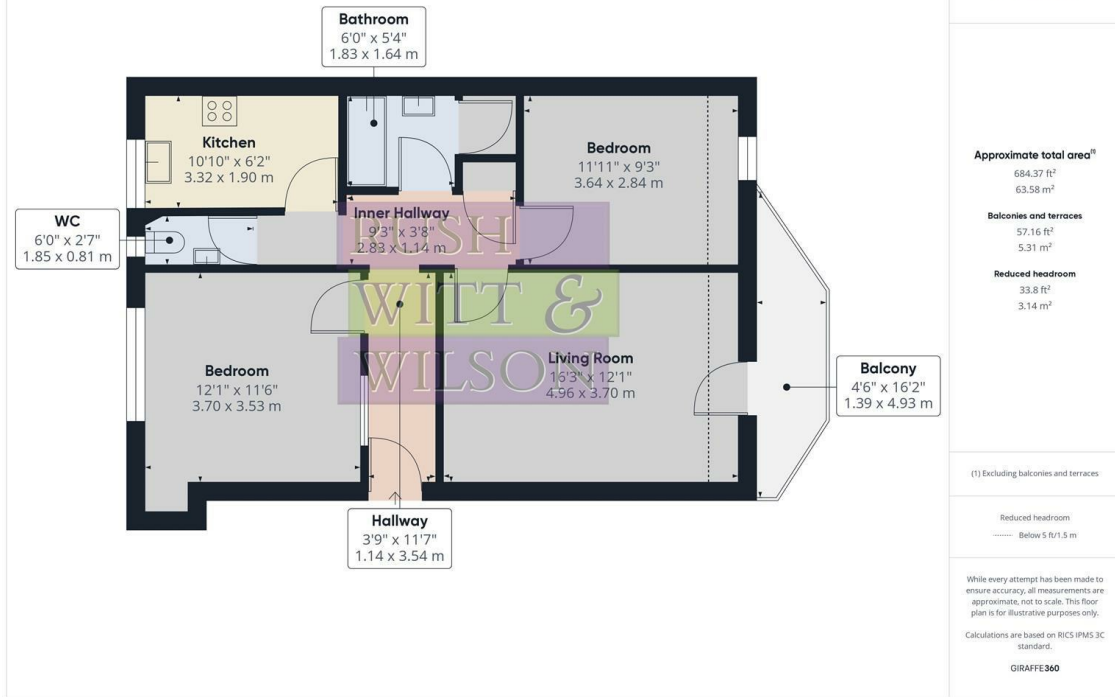 Bathroom
6'0" x 5'4"
1.83 x 1.64 m
Kitchen
10'10" x 6'2"
3.32 x 1.90 m
Bedroom
11'11" x 9'3"
3.64 x 2.84 m
WC
6'0" x 2'7"
1.85 x 0.81 m
Inner Hallway
9'3" x 3'8"
2.83 x 1.14 m
RUSH
WITT &
WILSON
Bedroom
12'1" x 11'6"
3.70 x 3.53 m
Living Room
16'3" x 12'1"
4.96 x 3.70 m
Balcony
4'6" x 16'2"
1.39 x 4.93 m
Hallway
3'9" x 11'7"
1.14 x 3.54 m
Approximate total area(1)
684.37 ft²
63.58 m²
Balconies and terraces
57.16 ft²
5.31 m²
Reduced headroom
33.8 ft²
3.14 m²
(1) Excluding balconies and terraces
Reduced headroom
Below 5 ft/1.5 m
While every attempt has been made to
ensure accuracy, all measurements are
approximate, not to scale. This floor
plan is for illustrative purposes only.
Calculations are based on RICS IPMS 3C
standard.
GIRAFFE360